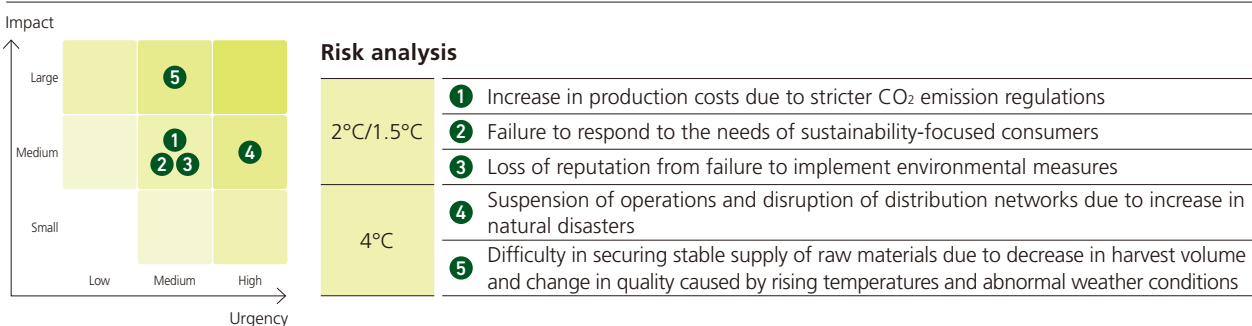 Impact
Large
5
Medium
1
2 3
4
Small
Low Medium High
Urgency
Risk analysis
2°C/1.5°C
1 Increase in production costs due to stricter CO₂ emission regulations
2 Failure to respond to the needs of sustainability-focused consumers
3 Loss of reputation from failure to implement environmental measures
4°C
4 Suspension of operations and disruption of distribution networks due to increase in
natural disasters
5 Difficulty in securing stable supply of raw materials due to decrease in harvest volume
and change in quality caused by rising temperatures and abnormal weather conditions